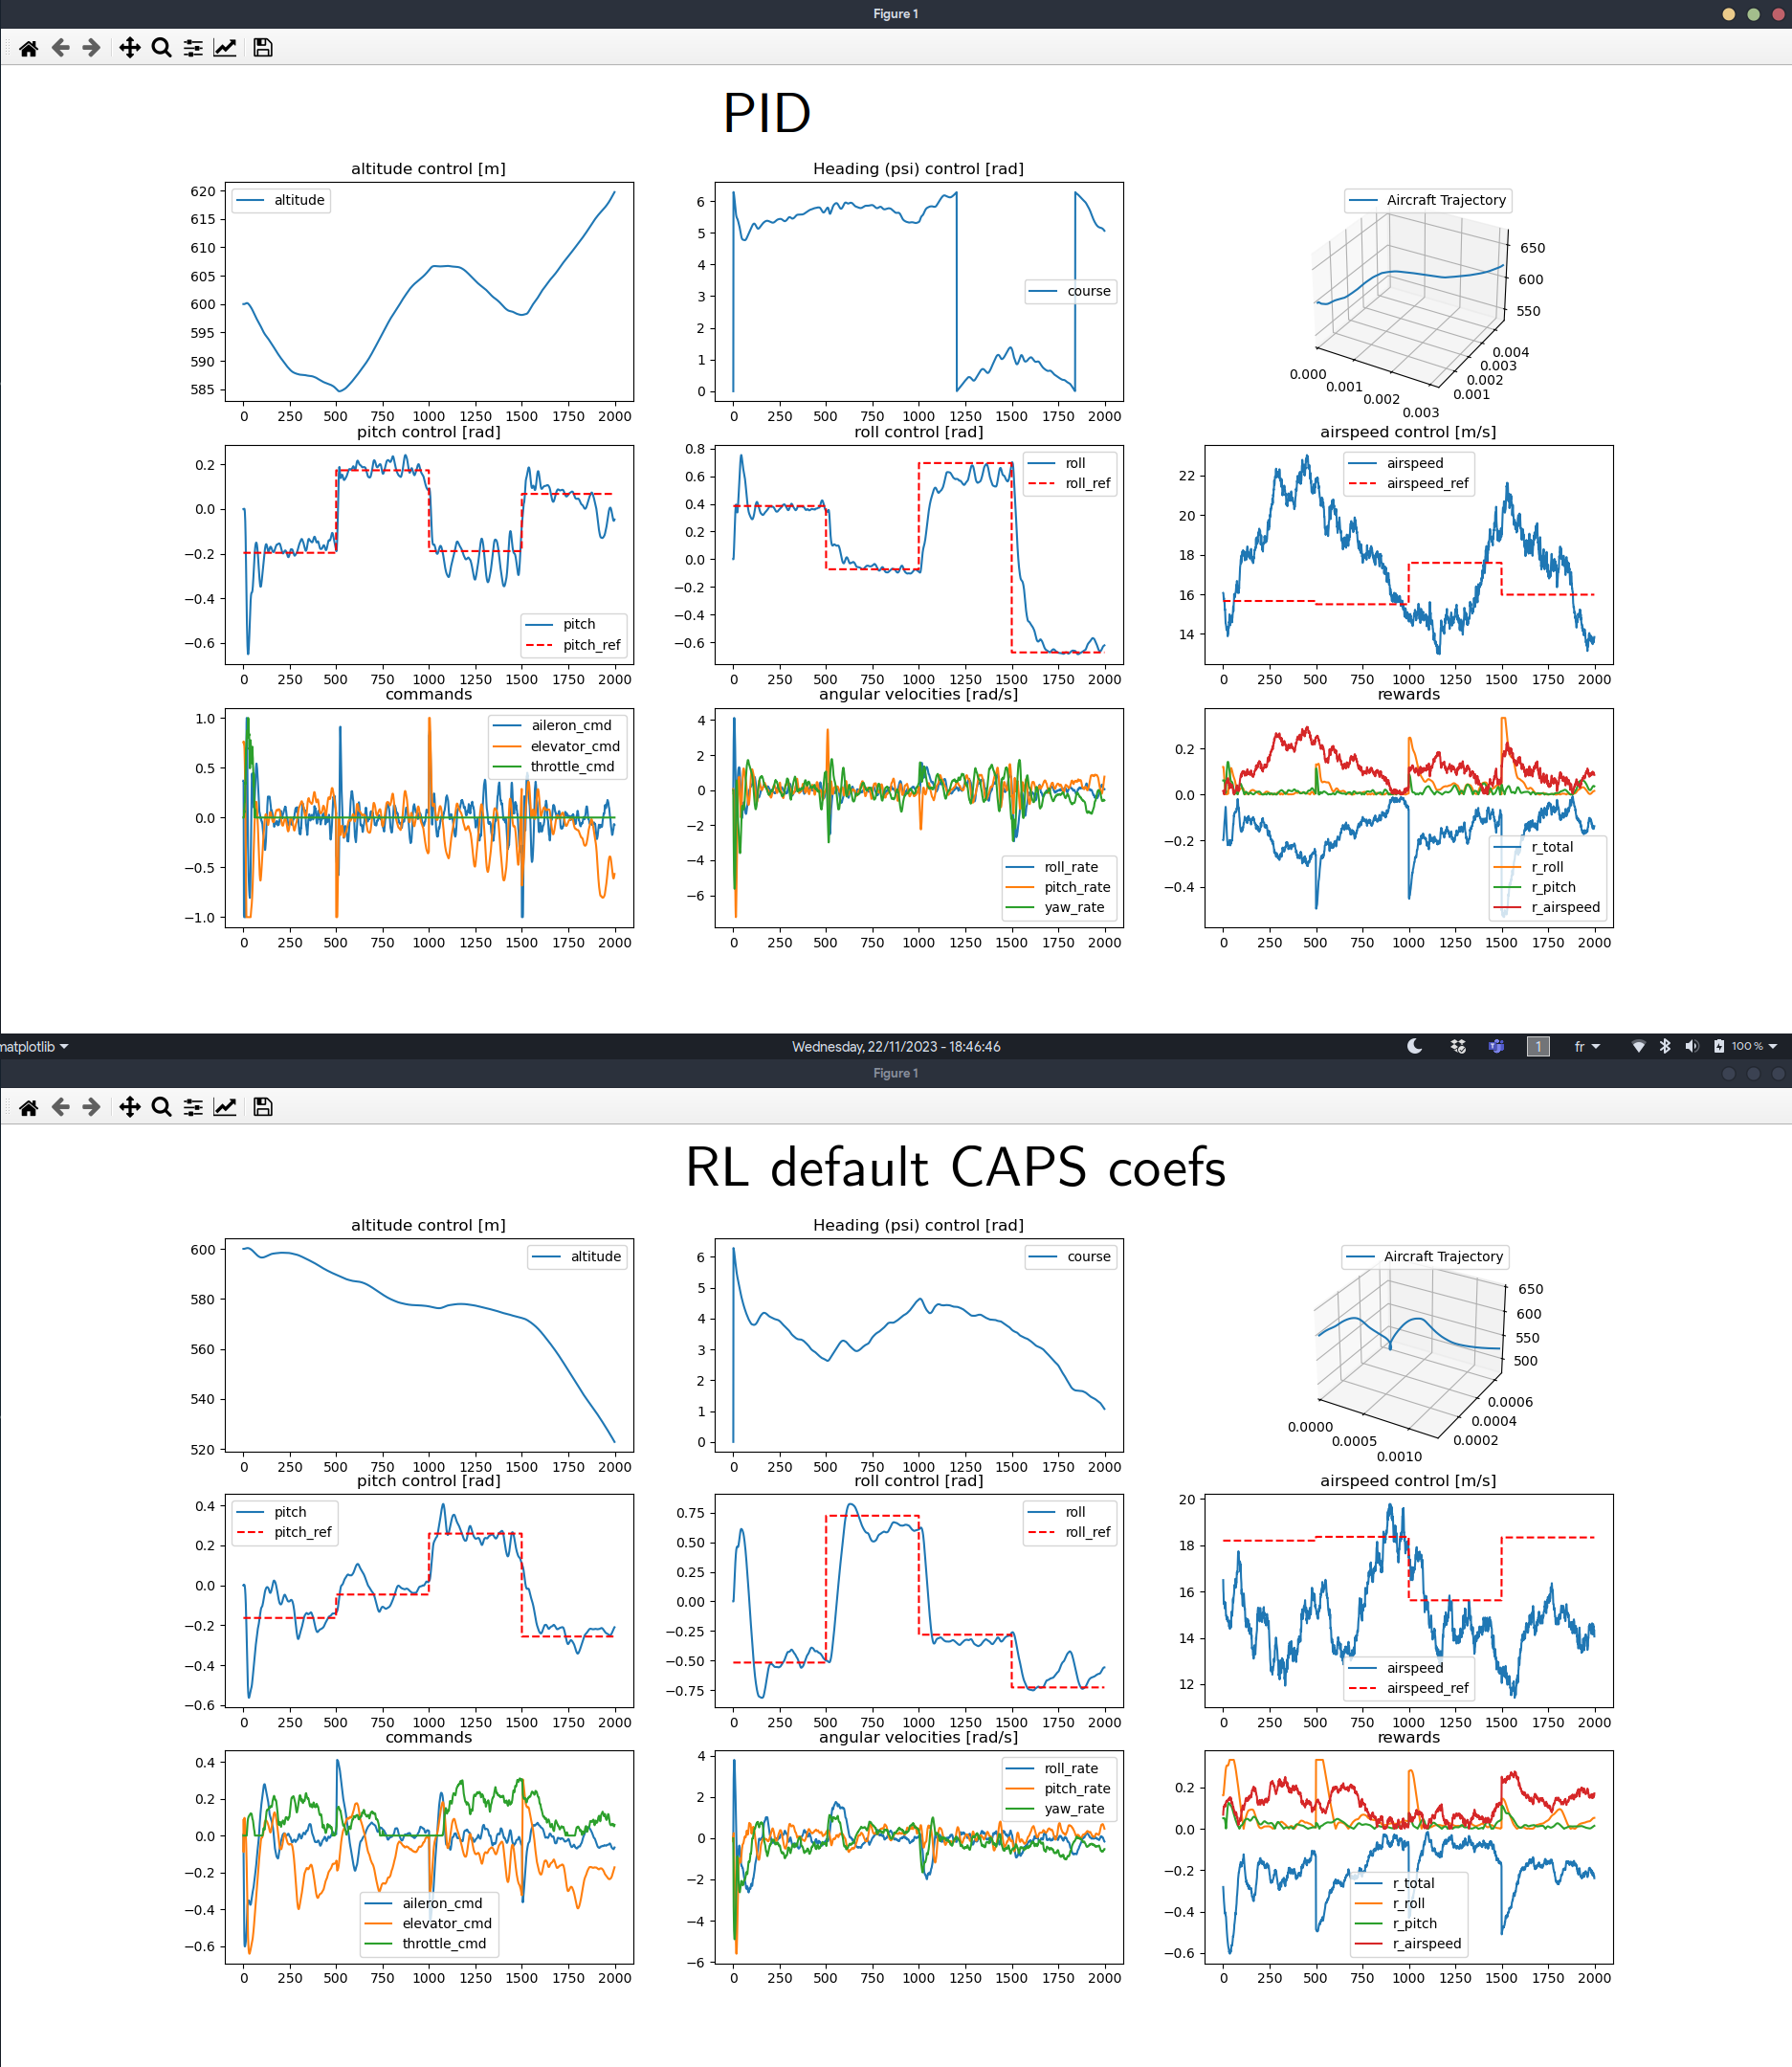 Figure 1
PID
altitude control [m]
altitude
620
615
610
605
600
595
590
585
0 250 500 750 1000 1250 1500 1750 2000
Heading (psi) control [rad]
course
6
5
4
3
2
1
0
0 250 500 750 1000 1250 1500 1750 2000
Aircraft Trajectory
650
600
550
0.004
0.003
0.002
0.001
0.000
0.001
0.002
0.003
pitch control [rad]
0.2
0.0
−0.2
−0.4
−0.6
pitch
pitch_ref
0 250 500 750 1000 1250 1500 1750 2000
roll control [rad]
0.8
0.6
0.4
0.2
0.0
−0.2
−0.4
−0.6
roll
roll_ref
0 250 500 750 1000 1250 1500 1750 2000
airspeed control [m/s]
22
20
18
16
14
airspeed
airspeed_ref
0 250 500 750 1000 1250 1500 1750 2000
commands
1.0
0.5
0.0
−0.5
−1.0
aileron_cmd
elevator_cmd
throttle_cmd
0 250 500 750 1000 1250 1500 1750 2000
angular velocities [rad/s]
4
2
0
−2
−4
−6
roll_rate
pitch_rate
yaw_rate
0 250 500 750 1000 1250 1500 1750 2000
rewards
0.2
0.0
−0.2
−0.4
r_total
r_roll
r_pitch
r_airspeed
0 250 500 750 1000 1250 1500 1750 2000
matplotlib
Wednesday, 22/11/2023 - 18:46:46
1
fr
100 %
Figure 1
RL default CAPS coefs
altitude control [m]
altitude
600
580
560
540
520
0 250 500 750 1000 1250 1500 1750 2000
Heading (psi) control [rad]
course
6
5
4
3
2
1
0
0 250 500 750 1000 1250 1500 1750 2000
Aircraft Trajectory
650
600
550
500
0.0006
0.0004
0.0002
0.0000
0.0005
0.0010
pitch control [rad]
0.4
0.2
0.0
−0.2
−0.4
−0.6
pitch
pitch_ref
0 250 500 750 1000 1250 1500 1750 2000
roll control [rad]
0.75
0.50
0.25
0.00
−0.25
−0.50
−0.75
roll
roll_ref
0 250 500 750 1000 1250 1500 1750 2000
airspeed control [m/s]
20
18
16
14
12
airspeed
airspeed_ref
0 250 500 750 1000 1250 1500 1750 2000
commands
0.4
0.2
0.0
−0.2
−0.4
−0.6
aileron_cmd
elevator_cmd
throttle_cmd
0 250 500 750 1000 1250 1500 1750 2000
angular velocities [rad/s]
4
2
0
−2
−4
−6
roll_rate
pitch_rate
yaw_rate
0 250 500 750 1000 1250 1500 1750 2000
rewards
0.2
0.0
−0.2
−0.4
−0.6
r_total
r_roll
r_pitch
r_airspeed
0 250 500 750 1000 1250 1500 1750 2000